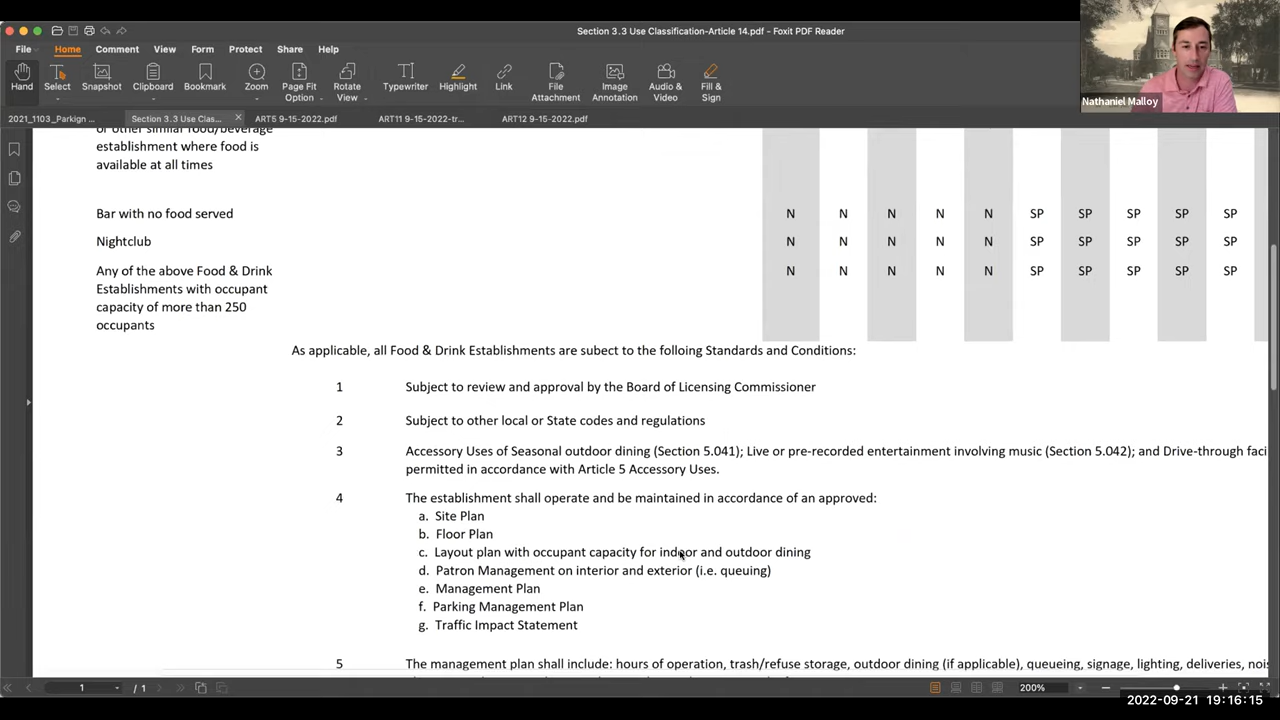 Section 3.3 Use Classification-Article 14.pdf - Foxit PDF Reader
File Home Comment View Form Protect Share Help
Hand Select Snapshot Clipboard Bookmark Zoom Page Fit Option Rotate View Typewriter Highlight Link File Attachment Image Annotation Audio & Video Fill & Sign
Nathaniel Malloy
2021_1103_Parkign ... Section 3.3 Use Clas... ART5 9-15-2022.pdf ART11 9-15-2022-tr... ART12 9-15-2022.pdf
or other similar food/beverage
establishment where food is
available at all times
Bar with no food served N N N N N SP SP SP SP SP
Nightclub N N N N N SP SP SP SP SP
Any of the above Food & Drink N N N N N SP SP SP SP SP
Establishments with occupant
capacity of more than 250
occupants
As applicable, all Food & Drink Establishments are subect to the folloing Standards and Conditions:
1 Subject to review and approval by the Board of Licensing Commissioner
2 Subject to other local or State codes and regulations
3 Accessory Uses of Seasonal outdoor dining (Section 5.041); Live or pre-recorded entertainment involving music (Section 5.042); and Drive-through faci
permitted in accordance with Article 5 Accessory Uses.
4 The establishment shall operate and be maintained in accordance of an approved:
a. Site Plan
b. Floor Plan
c. Layout plan with occupant capacity for indoor and outdoor dining
d. Patron Management on interior and exterior (i.e. queuing)
e. Management Plan
f. Parking Management Plan
g. Traffic Impact Statement
5 The management plan shall include: hours of operation, trash/refuse storage, outdoor dining (if applicable), queueing, signage, lighting, deliveries, nois
1 / 1 200%
2022-09-21 19:16:15